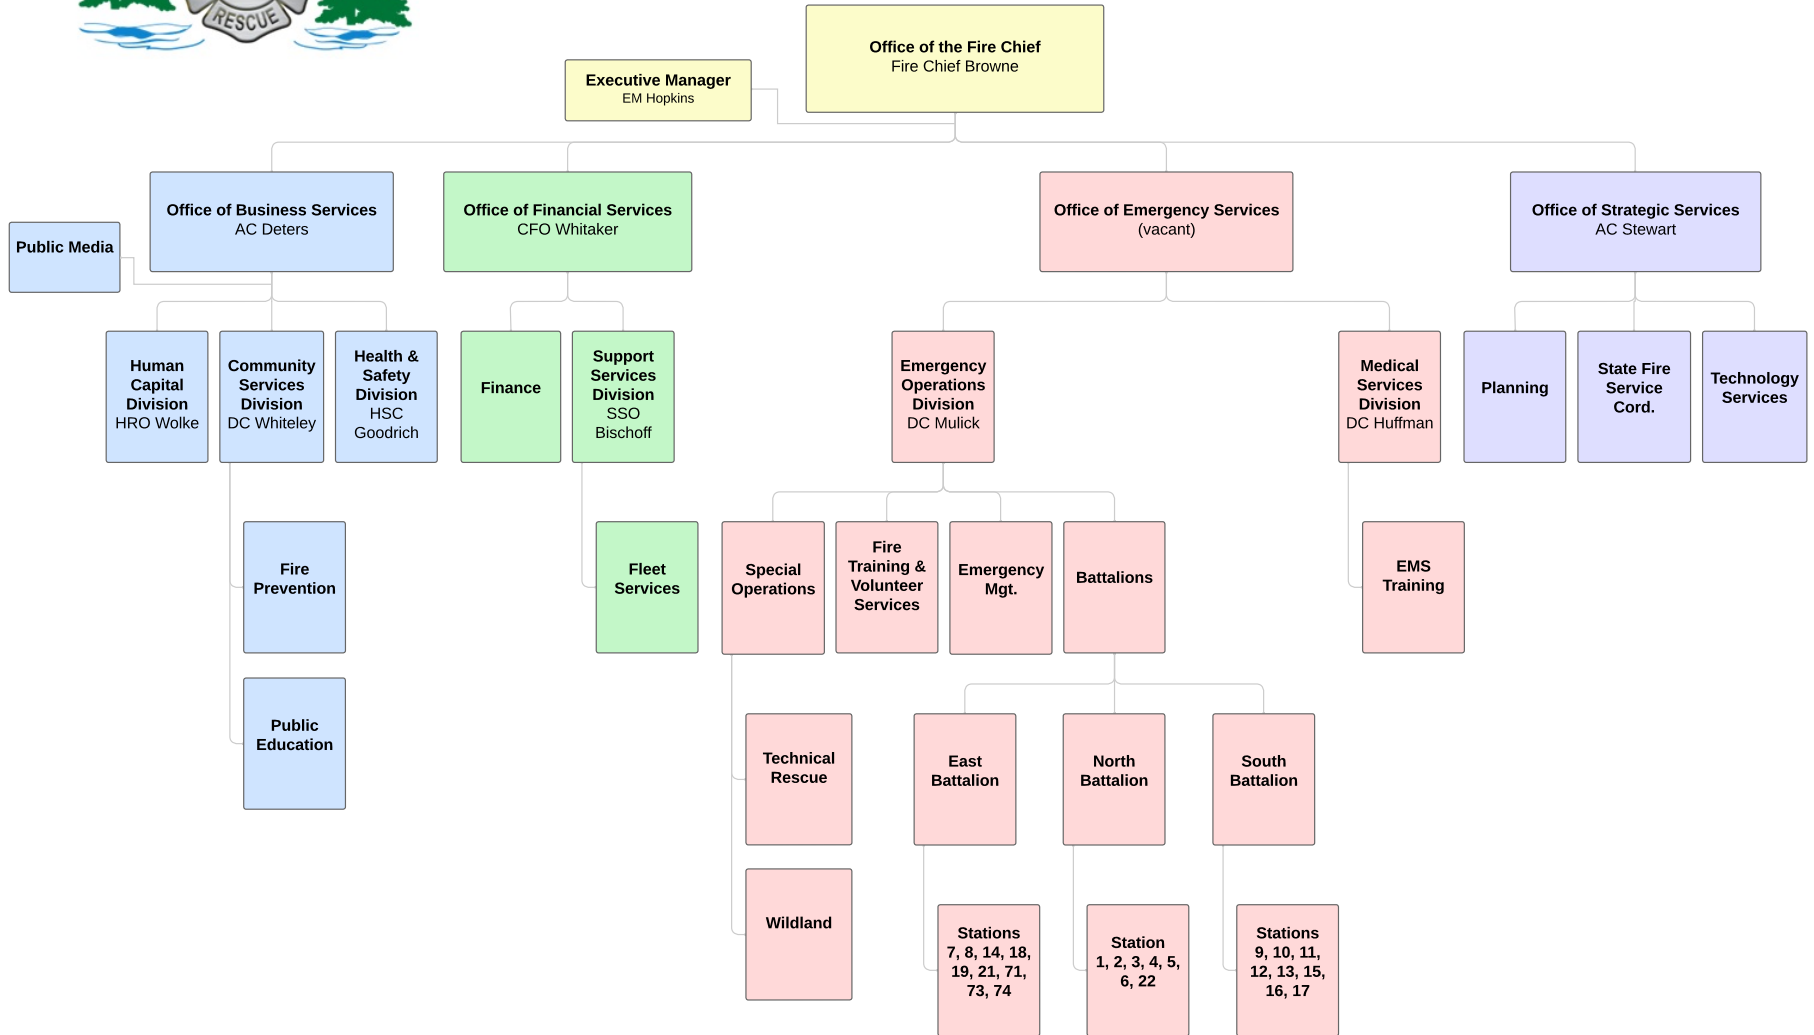 RESCUE
Office of the Fire Chief
Fire Chief Browne
Executive Manager
EM Hopkins
Office of Business Services
AC Deters
Office of Financial Services
CFO Whitaker
Office of Emergency Services
(vacant)
Office of Strategic Services
AC Stewart
Public Media
Human
Capital
Division
HRO Wolke
Community
Services
Division
DC Whiteley
Health &
Safety
Division
HSC
Goodrich
Finance
Support
Services
Division
SSO
Bischoff
Emergency
Operations
Division
DC Mulick
Medical
Services
Division
DC Huffman
Planning
State Fire
Service
Cord.
Technology
Services
Fire
Prevention
Fleet
Services
Special
Operations
Fire
Training &
Volunteer
Services
Emergency
Mgt.
Battalions
EMS
Training
Public
Education
Technical
Rescue
East
Battalion
North
Battalion
South
Battalion
Wildland
Stations
7, 8, 14, 18,
19, 21, 71,
73, 74
Station
1, 2, 3, 4, 5,
6, 22
Stations
9, 10, 11,
12, 13, 15,
16, 17